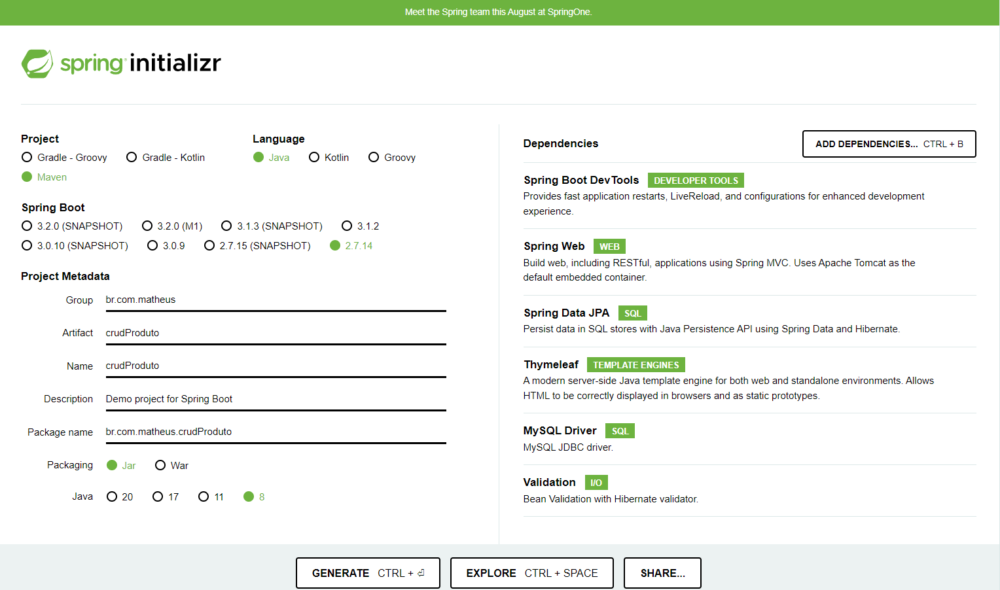 Meet the Spring team this August at SpringOne.
spring initializr
Project
Gradle - Groovy Gradle - Kotlin
Maven
Language
Java Kotlin Groovy
Spring Boot
3.2.0 (SNAPSHOT) 3.2.0 (M1) 3.1.3 (SNAPSHOT) 3.1.2
3.0.10 (SNAPSHOT) 3.0.9 2.7.15 (SNAPSHOT) 2.7.14
Project Metadata
Group br.com.matheus
Artifact crudProduto
Name crudProduto
Description Demo project for Spring Boot
Package name br.com.matheus.crudProduto
Packaging Jar War
Java 20 17 11 8
Dependencies ADD DEPENDENCIES... CTRL + B
Spring Boot DevTools DEVELOPER TOOLS
Provides fast application restarts, LiveReload, and configurations for enhanced development
experience.
Spring Web WEB
Build web, including RESTful, applications using Spring MVC. Uses Apache Tomcat as the
default embedded container.
Spring Data JPA SQL
Persist data in SQL stores with Java Persistence API using Spring Data and Hibernate.
Thymeleaf TEMPLATE ENGINES
A modern server-side Java template engine for both web and standalone environments. Allows
HTML to be correctly displayed in browsers and as static prototypes.
MySQL Driver SQL
MySQL JDBC driver.
Validation I/O
Bean Validation with Hibernate validator.
GENERATE CTRL + ⏎ EXPLORE CTRL + SPACE SHARE...